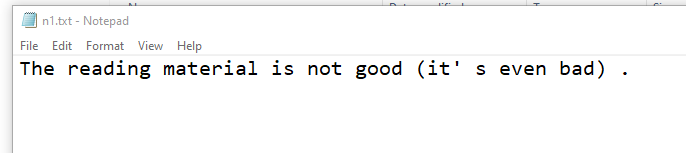 n1.txt - Notepad
File Edit Format View Help
The reading material is not good (it' s even bad) .